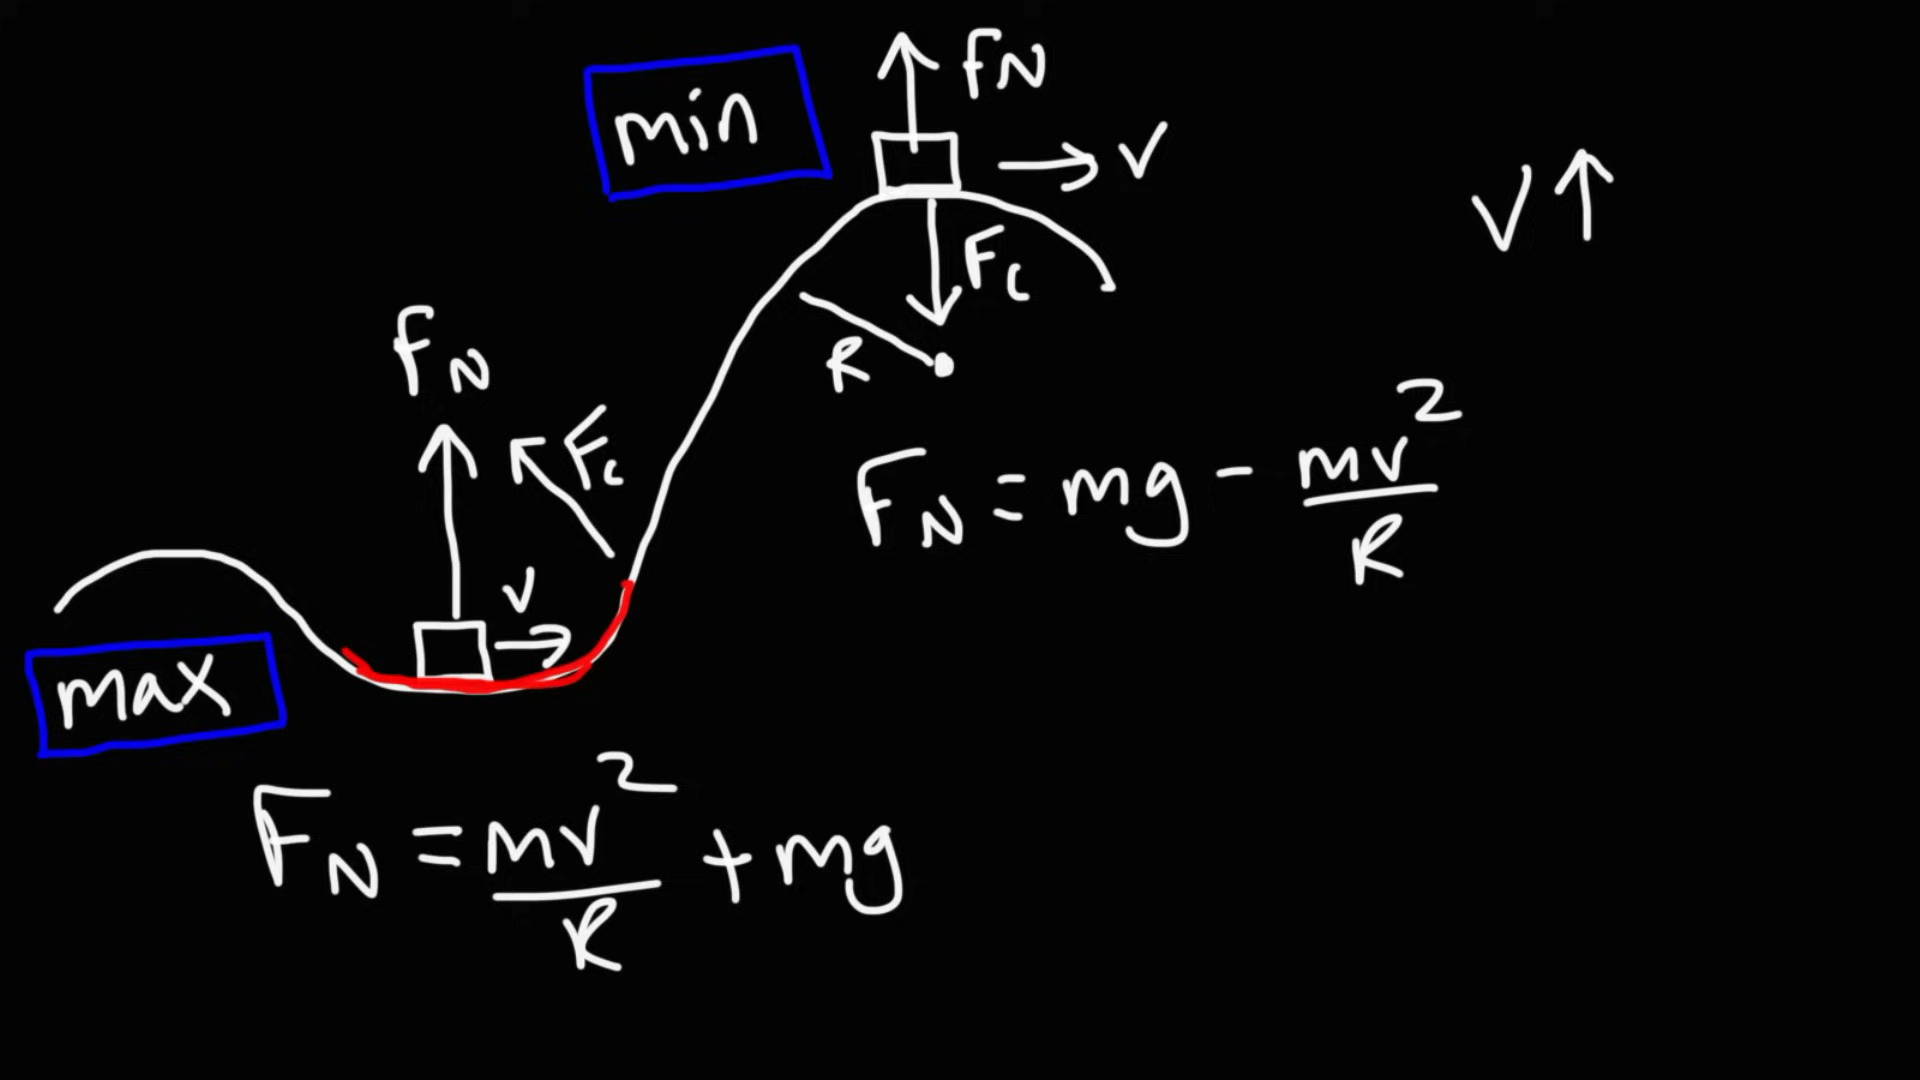 min
fN
V
V↑
Fc
R
fN
Fc
FN = mg - mv²/R
V
max
FN = mv²/R + mg